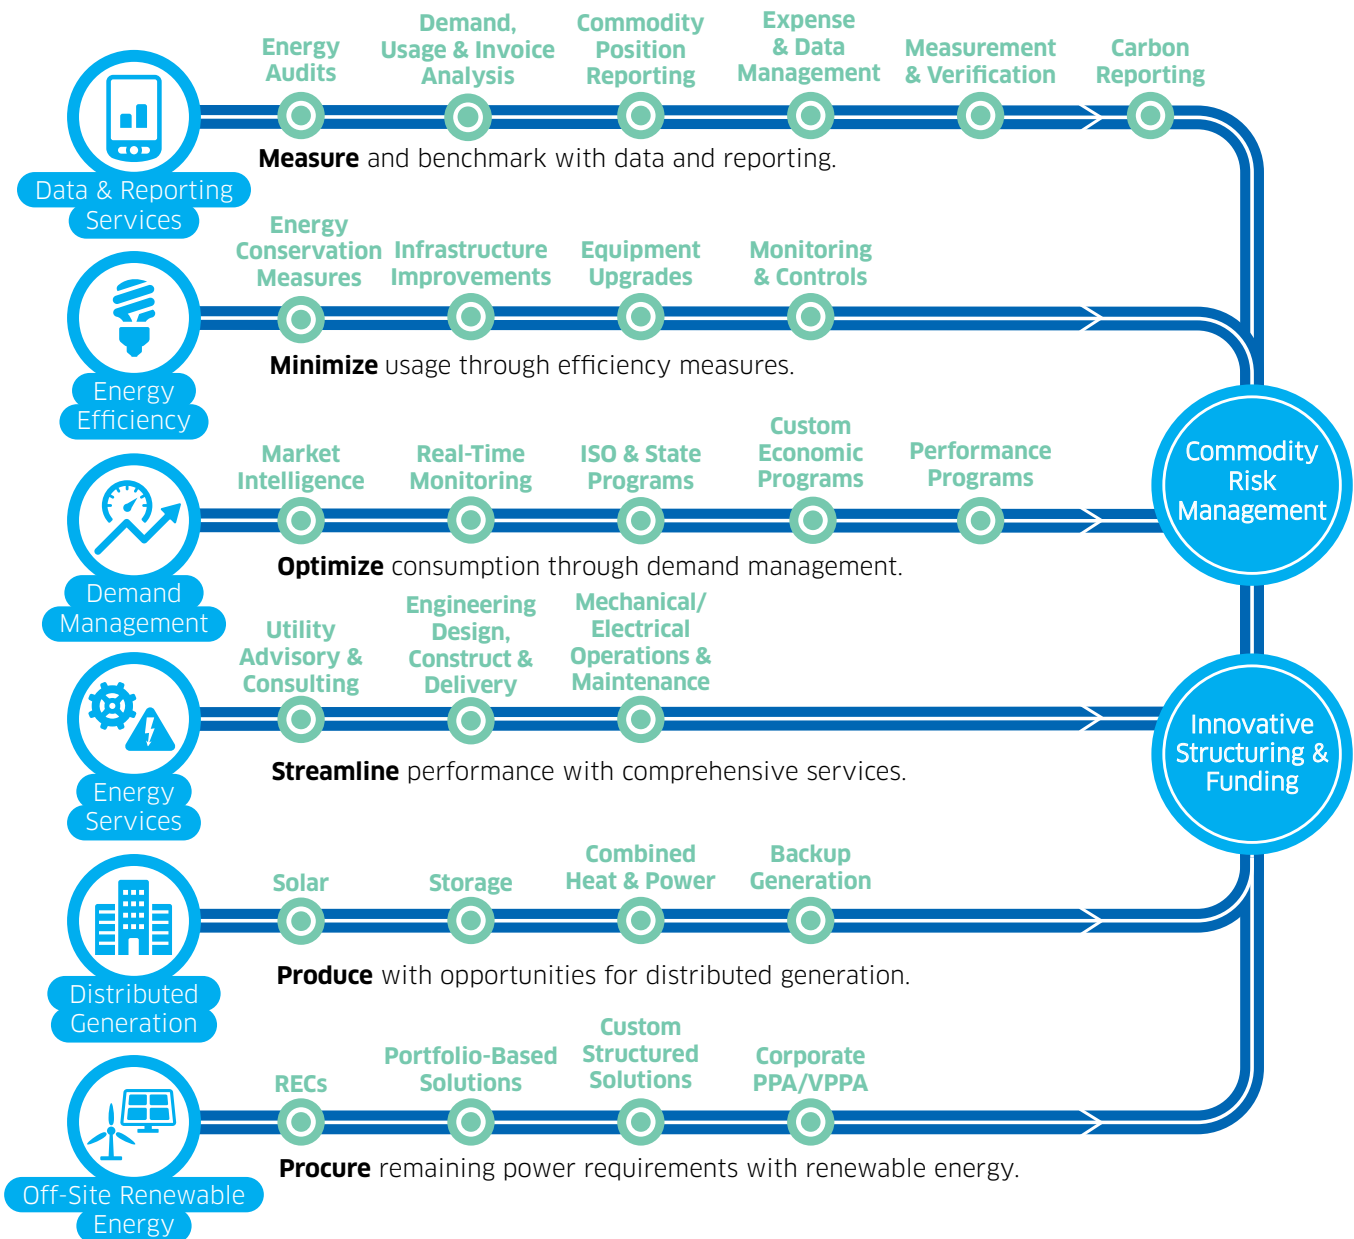 Energy
Audits
Demand,
Usage & Invoice
Analysis
Commodity
Position
Reporting
Expense
& Data
Management
Measurement
& Verification
Carbon
Reporting
Measure and benchmark with data and reporting.
Data & Reporting
Services
Energy
Conservation
Measures
Infrastructure
Improvements
Equipment
Upgrades
Monitoring
& Controls
Minimize usage through efficiency measures.
Energy
Efficiency
Market
Intelligence
Real-Time
Monitoring
ISO & State
Programs
Custom
Economic
Programs
Performance
Programs
Commodity
Risk
Management
Optimize consumption through demand management.
Demand
Management
Utility
Advisory &
Consulting
Engineering
Design,
Construct &
Delivery
Mechanical/
Electrical
Operations &
Maintenance
Innovative
Structuring &
Funding
Streamline performance with comprehensive services.
Energy
Services
Solar
Storage
Combined
Heat & Power
Backup
Generation
Produce with opportunities for distributed generation.
Distributed
Generation
RECs
Portfolio-Based
Solutions
Custom
Structured
Solutions
Corporate
PPA/VPPA
Procure remaining power requirements with renewable energy.
Off-Site Renewable
Energy